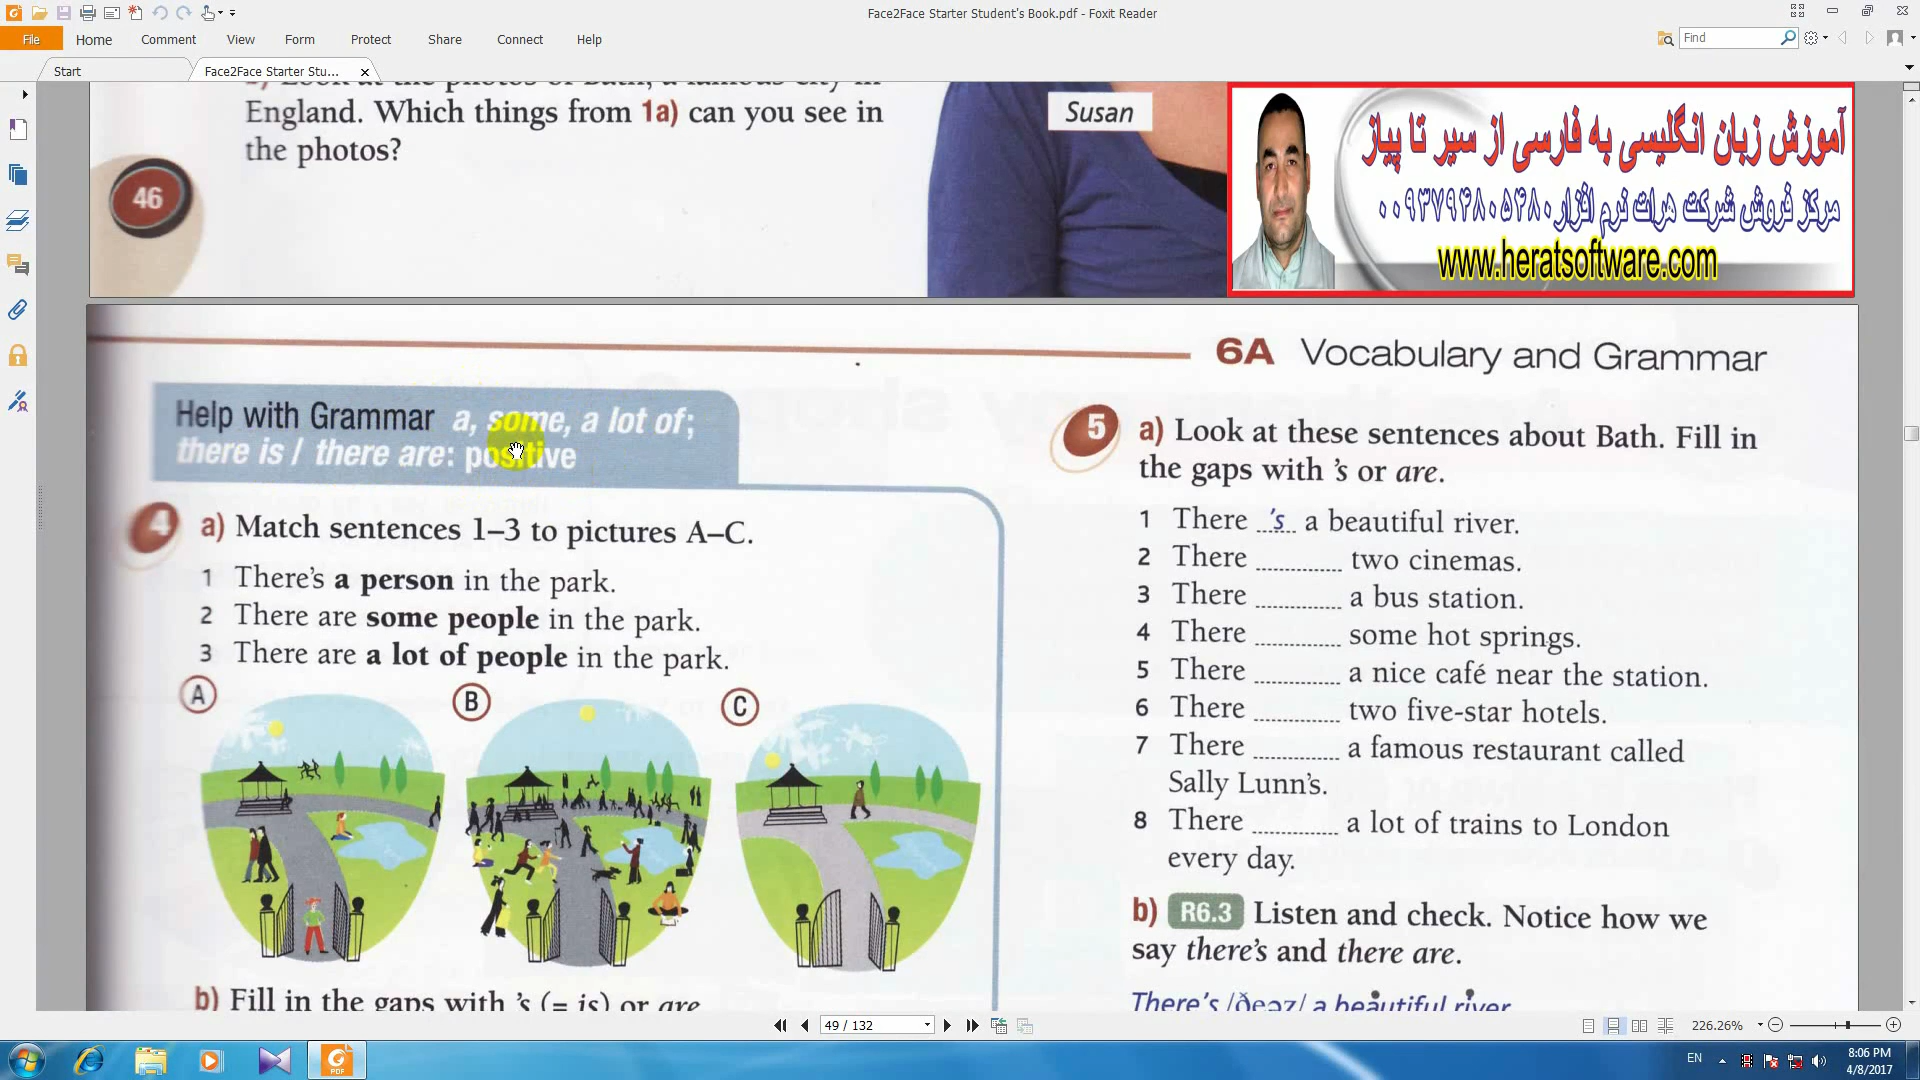 Face2Face Starter Student's Book.pdf - Foxit Reader
File Home Comment View Form Protect Share Connect Help
Find
Start
Face2Face Starter Stu...
England. Which things from 1a) can you see in
the photos?
46
Susan
آموزش زبان انگلیسی به فارسی از سیر تا پیاز
مرکز فروش شرکت هرات نرم افزار ۰۰۹۳۷۹۴۸۰۵۴۸۰
www.heratsoftware.com
6A Vocabulary and Grammar
Help with Grammar a, some, a lot of;
there is / there are: positive
4 a) Match sentences 1–3 to pictures A–C.
1 There's a person in the park.
2 There are some people in the park.
3 There are a lot of people in the park.
A B C
b) Fill in the gaps with 's (= is) or are
5 a) Look at these sentences about Bath. Fill in
the gaps with 's or are.
1 There 's a beautiful river.
2 There ............ two cinemas.
3 There ............ a bus station.
4 There ............ some hot springs.
5 There ............ a nice café near the station.
6 There ............ two five-star hotels.
7 There ............ a famous restaurant called
Sally Lunn's.
8 There ............ a lot of trains to London
every day.
b) R6.3 Listen and check. Notice how we
say there's and there are.
There's /ðeəz/ a beautiful river
49 / 132
226.26%
PDF
EN
8:06 PM
4/8/2017